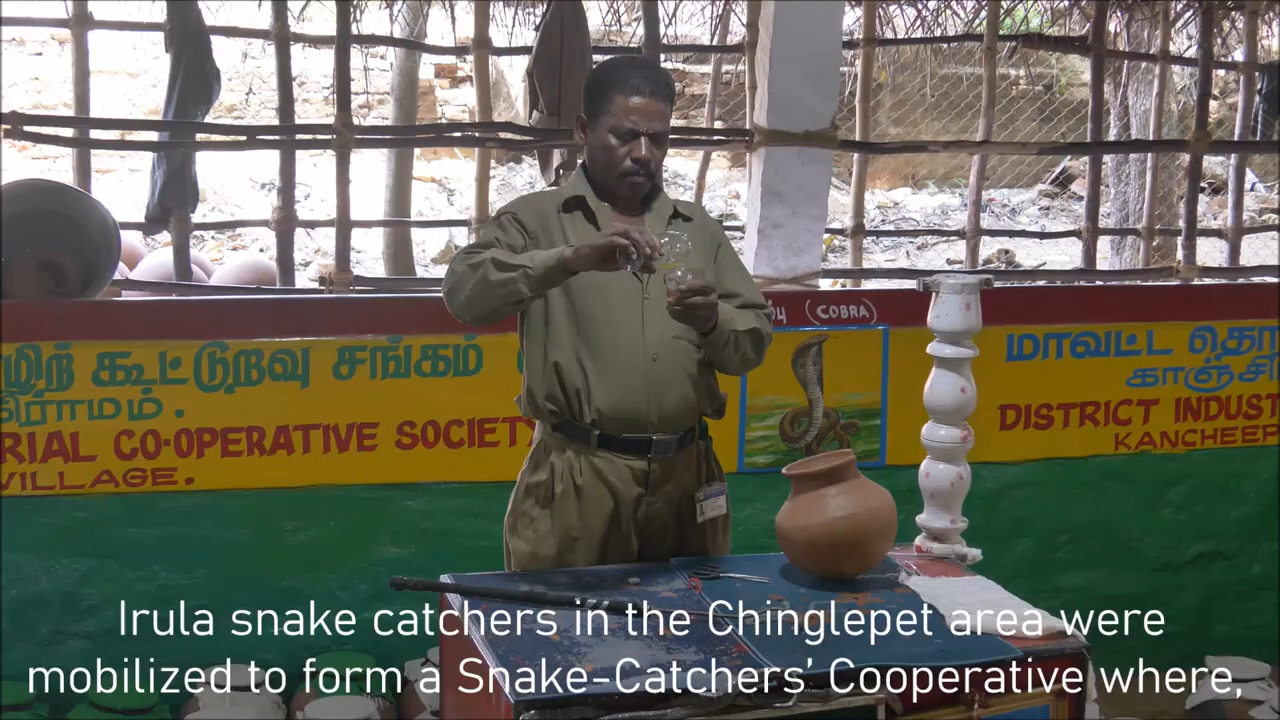 (COBRA)
கூட்டுறவு சங்கம்
கிராமம்.
RIAL CO-OPERATIVE SOCIETY
VILLAGE.
மாவட்ட தொ
காஞ்சி
DISTRICT INDUST
KANCHEEP
Irula snake catchers in the Chinglepet area were
mobilized to form a Snake-Catchers' Cooperative where,